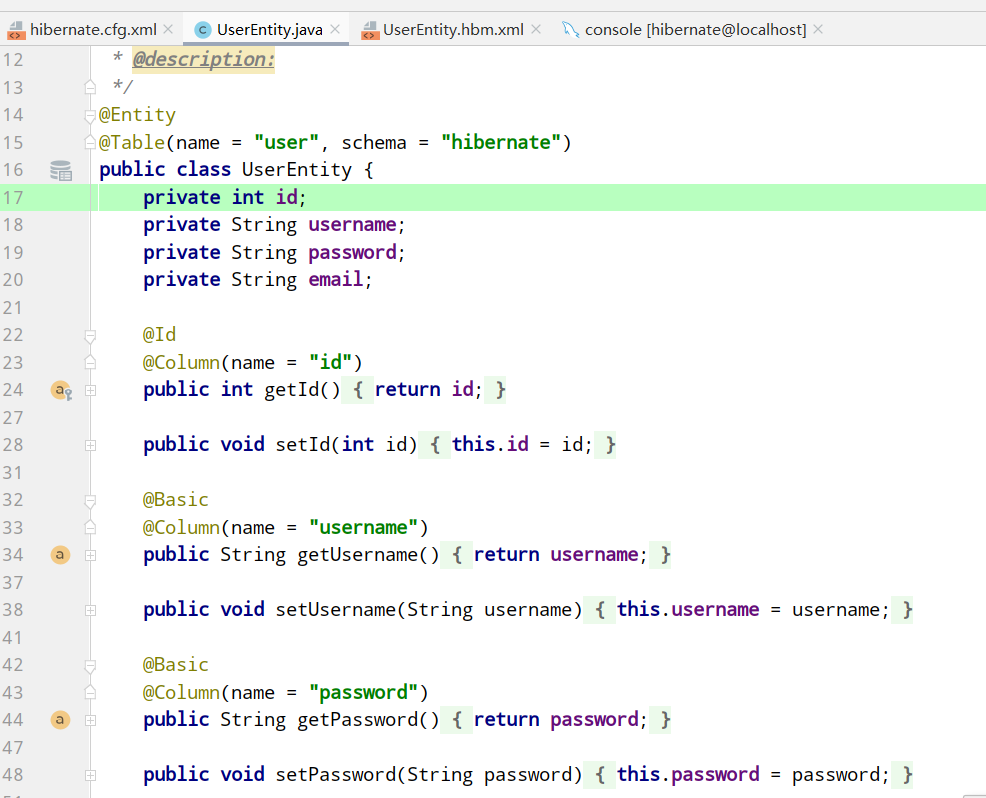 hibernate.cfg.xml UserEntity.java UserEntity.hbm.xml console [hibernate@localhost]
12 * @description:
13 */
14 @Entity
15 @Table(name = "user", schema = "hibernate")
16 public class UserEntity {
17 private int id;
18 private String username;
19 private String password;
20 private String email;
21
22 @Id
23 @Column(name = "id")
24 public int getId() { return id; }
27
28 public void setId(int id) { this.id = id; }
31
32 @Basic
33 @Column(name = "username")
34 public String getUsername() { return username; }
37
38 public void setUsername(String username) { this.username = username; }
41
42 @Basic
43 @Column(name = "password")
44 public String getPassword() { return password; }
47
48 public void setPassword(String password) { this.password = password; }